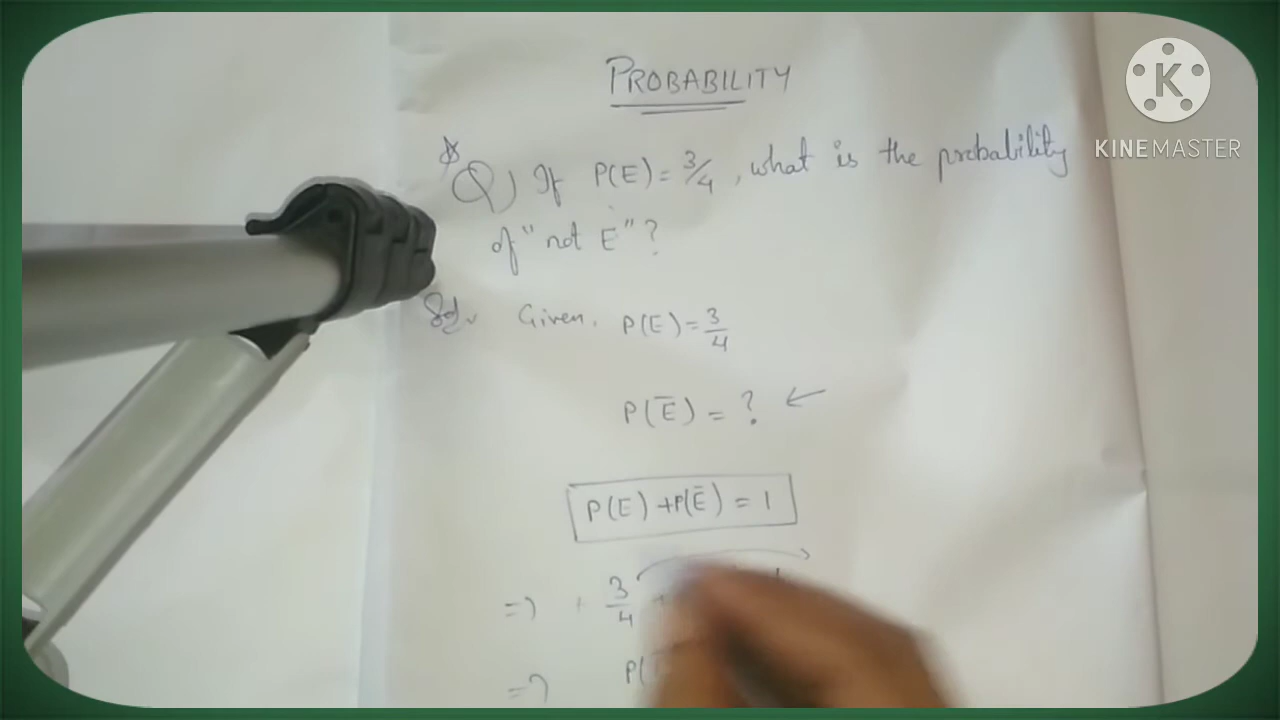 PROBABILITY
KINEMASTER
Q) If P(E) = 3/4, what is the probability
of "not E"?
Sol. Given, P(E) = 3/4
P(E̅) = ? ←
P(E) + P(E̅) = 1
=> + 3/4 +
=> P(